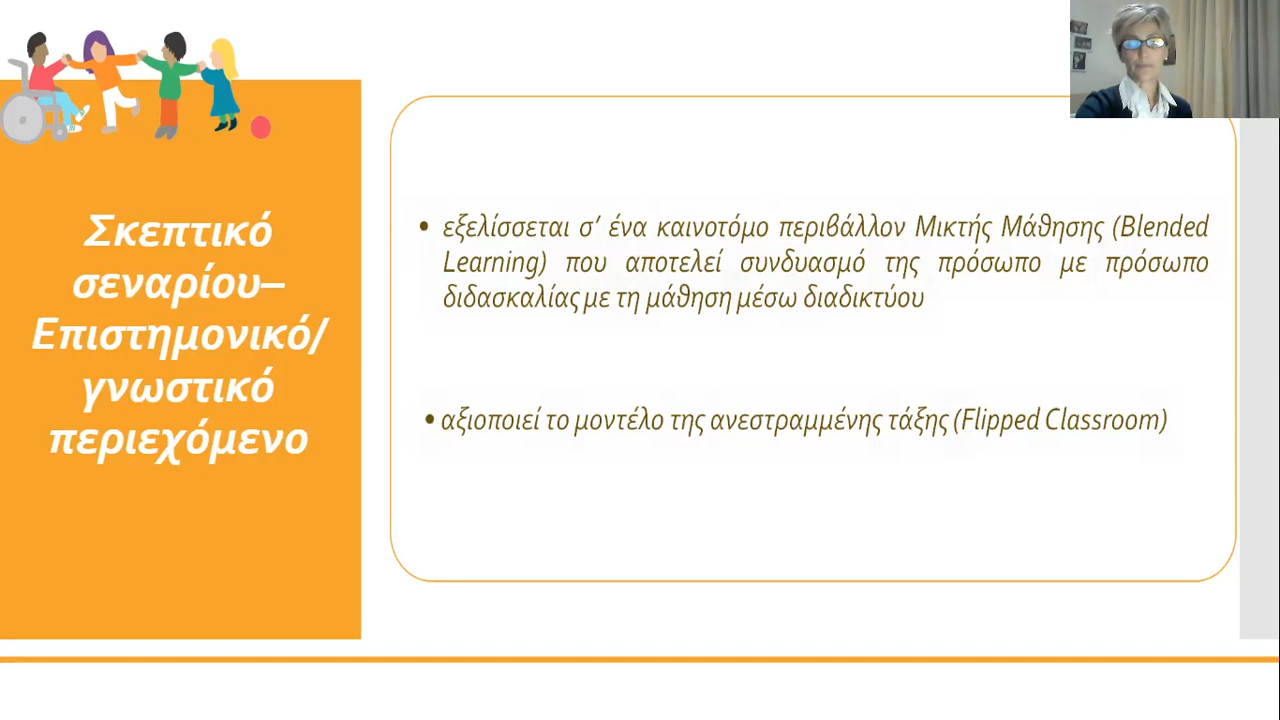 Σκεπτικό
σεναρίου–
Επιστημονικό/
γνωστικό
περιεχόμενο
• εξελίσσεται σ’ ένα καινοτόμο περιβάλλον Μικτής Μάθησης (Blended
Learning) που αποτελεί συνδυασμό της πρόσωπο με πρόσωπο
διδασκαλίας με τη μάθηση μέσω διαδικτύου
• αξιοποιεί το μοντέλο της ανεστραμμένης τάξης (Flipped Classroom)